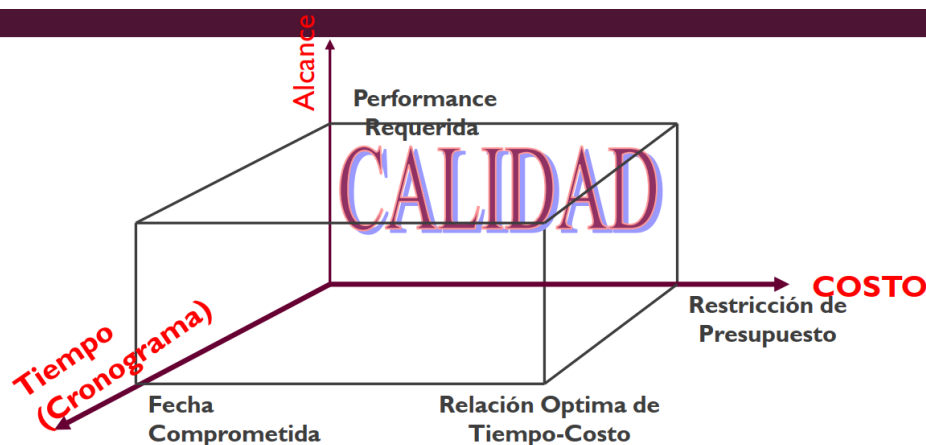 Alcance
Performance
Requerida
CALIDAD
COSTO
Restricción de
Presupuesto
Tiempo
(Cronograma)
Fecha
Comprometida
Relación Optima de
Tiempo-Costo